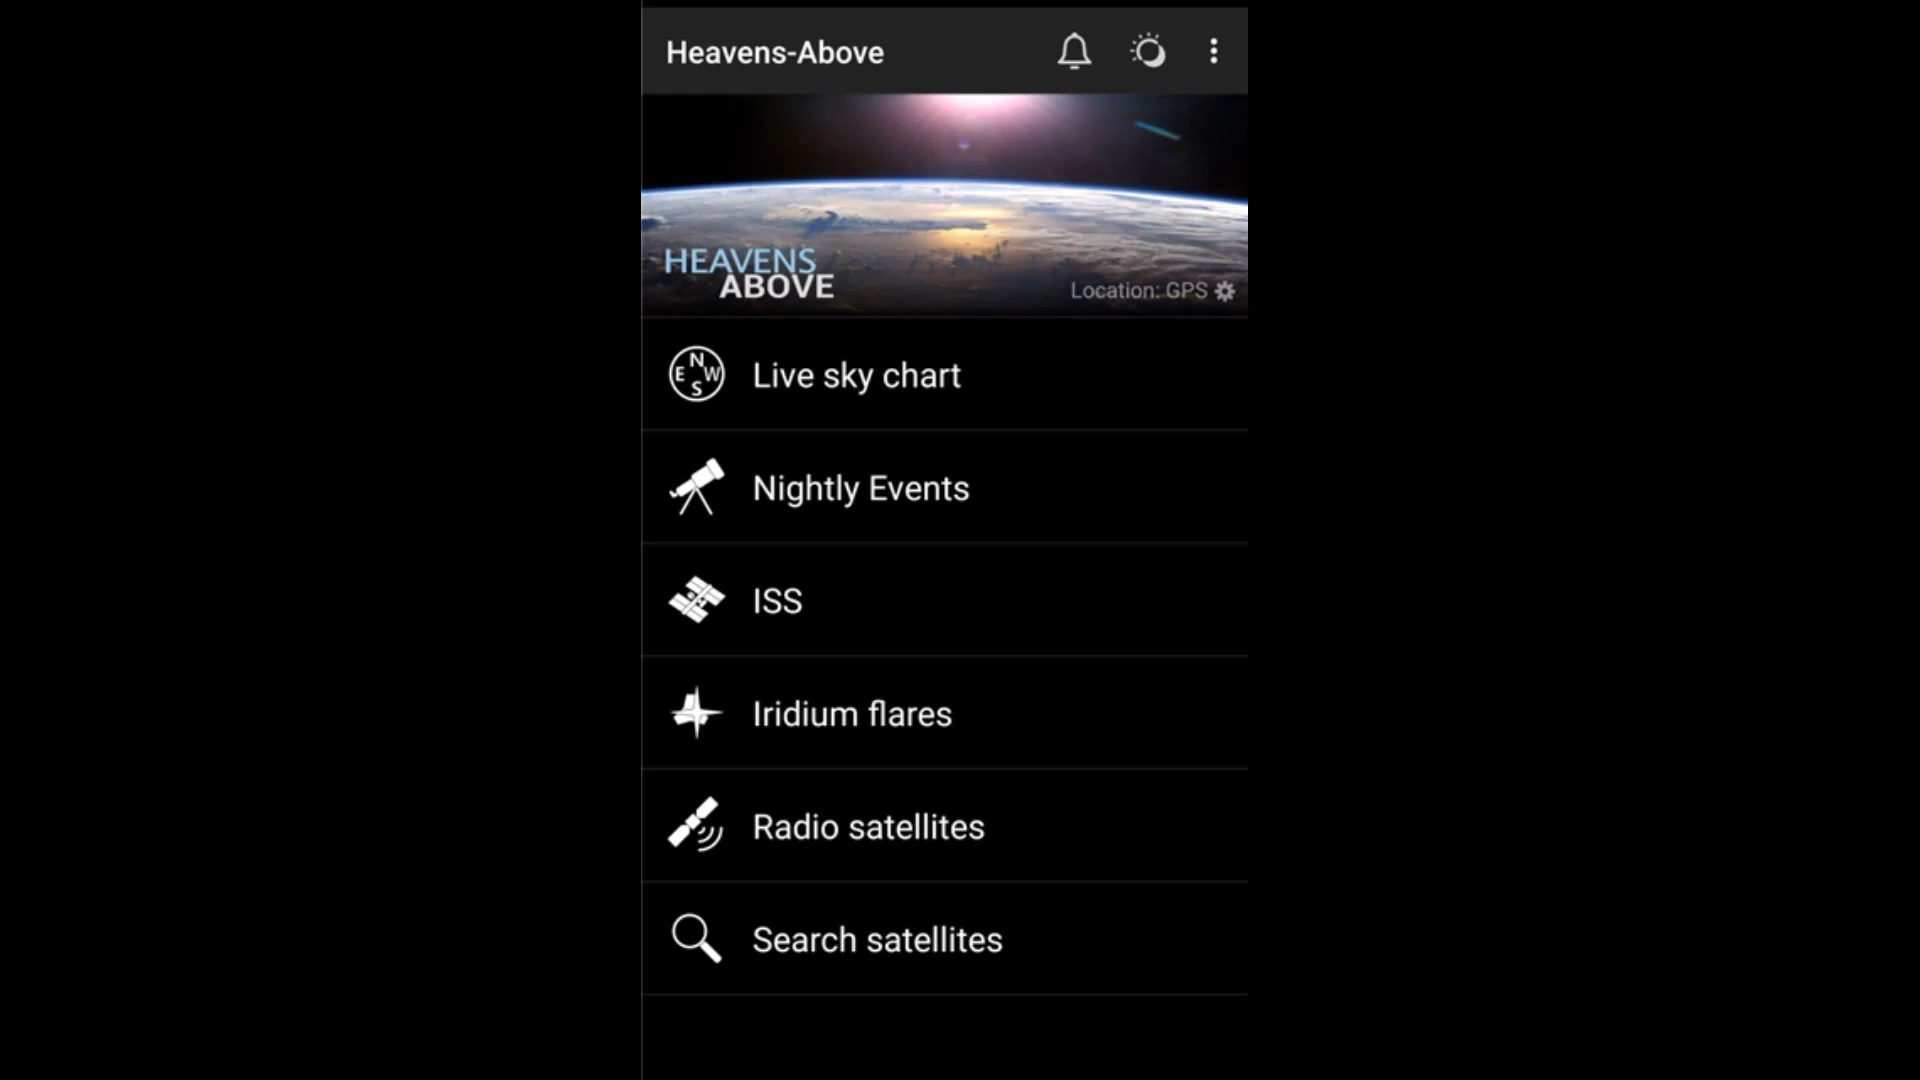 Heavens-Above
HEAVENS
ABOVE
Location: GPS
N
E W
S
Live sky chart
Nightly Events
ISS
Iridium flares
Radio satellites
Search satellites